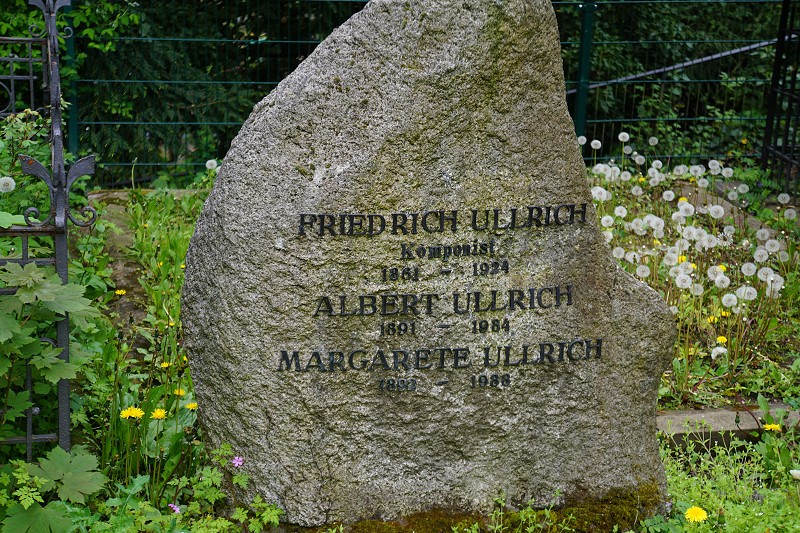 FRIEDRICH ULLRICH
Komponist
1861 - 1924
ALBERT ULLRICH
1891 - 1984
MARGARETE ULLRICH
- 1988